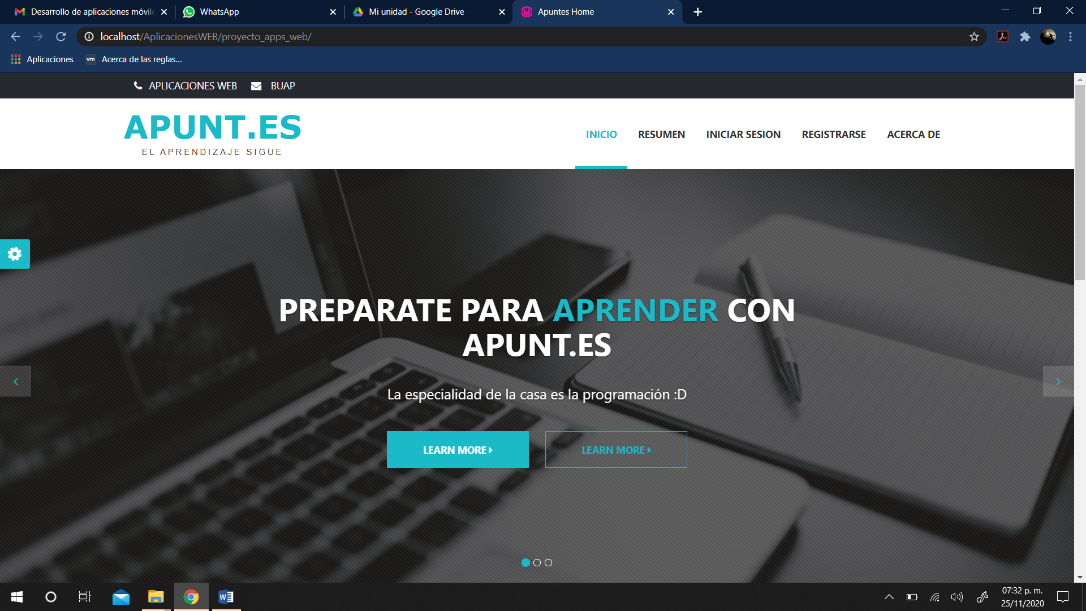 Desarrollo de aplicaciones móvil
WhatsApp
Mi unidad - Google Drive
Apuntes Home
localhost/AplicacionesWEB/proyecto_apps_web/
Aplicaciones
vm
Acerca de las reglas...
APLICACIONES WEB
BUAP
APUNT.ES
EL APRENDIZAJE SIGUE
INICIO
RESUMEN
INICIAR SESION
REGISTRARSE
ACERCA DE
PREPARATE PARA APRENDER CON
APUNT.ES
La especialidad de la casa es la programación :D
LEARN MORE
LEARN MORE
07:32 p. m.
25/11/2020